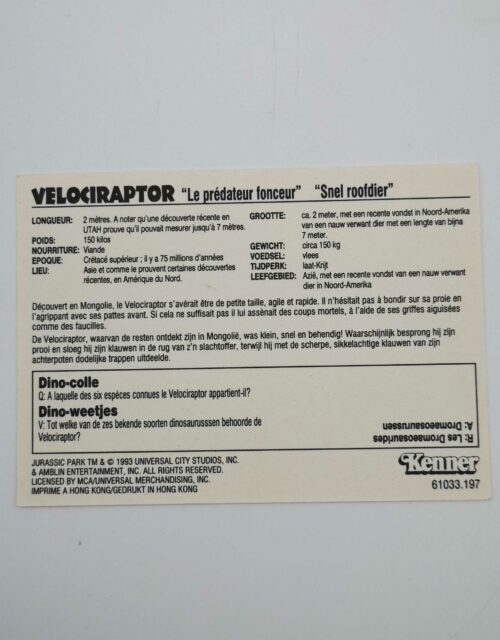 VELOCIRAPTOR "Le prédateur fonceur" "Snel roofdier"
LONGUEUR: 2 mètres. A noter qu'une découverte récente en
UTAH prouve qu'il pouvait mesurer jusqu'à 7 mètres.
POIDS: 150 kilos
NOURRITURE: Viande
EPOQUE: Crétacé supérieur ; il y a 75 millions d'années
LIEU: Asie et comme le prouvent certaines découvertes
récentes, en Amérique du Nord.
GROOTTE: ca. 2 meter, met een recente vondst in Noord-Amerika
van een nauw verwant dier met een lengte van bijna
7 meter.
GEWICHT: circa 150 kg
VOEDSEL: vlees
TIJDPERK: laat-Krijt
LEEFGEBIED: Azië, met een recente vondst van een nauw verwant
dier in Noord-Amerika
Découvert en Mongolie, le Velociraptor s'avérait être de petite taille, agile et rapide. Il n'hésitait pas à bondir sur sa proie en
l'agrippant avec ses pattes avant. Si cela ne suffisait pas il lui assénait des coups mortels, à l'aide de ses griffes aiguisées
comme des faucilles.
De Velociraptor, waarvan de resten ontdekt zijn in Mongolië, was klein, snel en behendig! Waarschijnlijk besprong hij zijn
prooi en sloeg hij zijn klauwen in de rug van z'n slachtoffer, terwijl hij met de scherpe, sikkelachtige klauwen van zijn
achterpoten dodelijke trappen uitdeelde.
Dino-colle
Q: A laquelle des six espèces connues le Velociraptor appartient-il?
Dino-weetjes
V: Tot welke van de zes bekende soorten dinosaurusssen behoorde de
Velociraptor?
R: Les Dromaeosaurides
A: Dromaeosaurussen
JURASSIC PARK TM & © 1993 UNIVERSAL CITY STUDIOS, INC.
& AMBLIN ENTERTAINMENT, INC. ALL RIGHTS RESERVED.
LICENSED BY MCA/UNIVERSAL MERCHANDISING, INC.
IMPRIME A HONG KONG/GEDRUKT IN HONG KONG
Kenner
61033.197